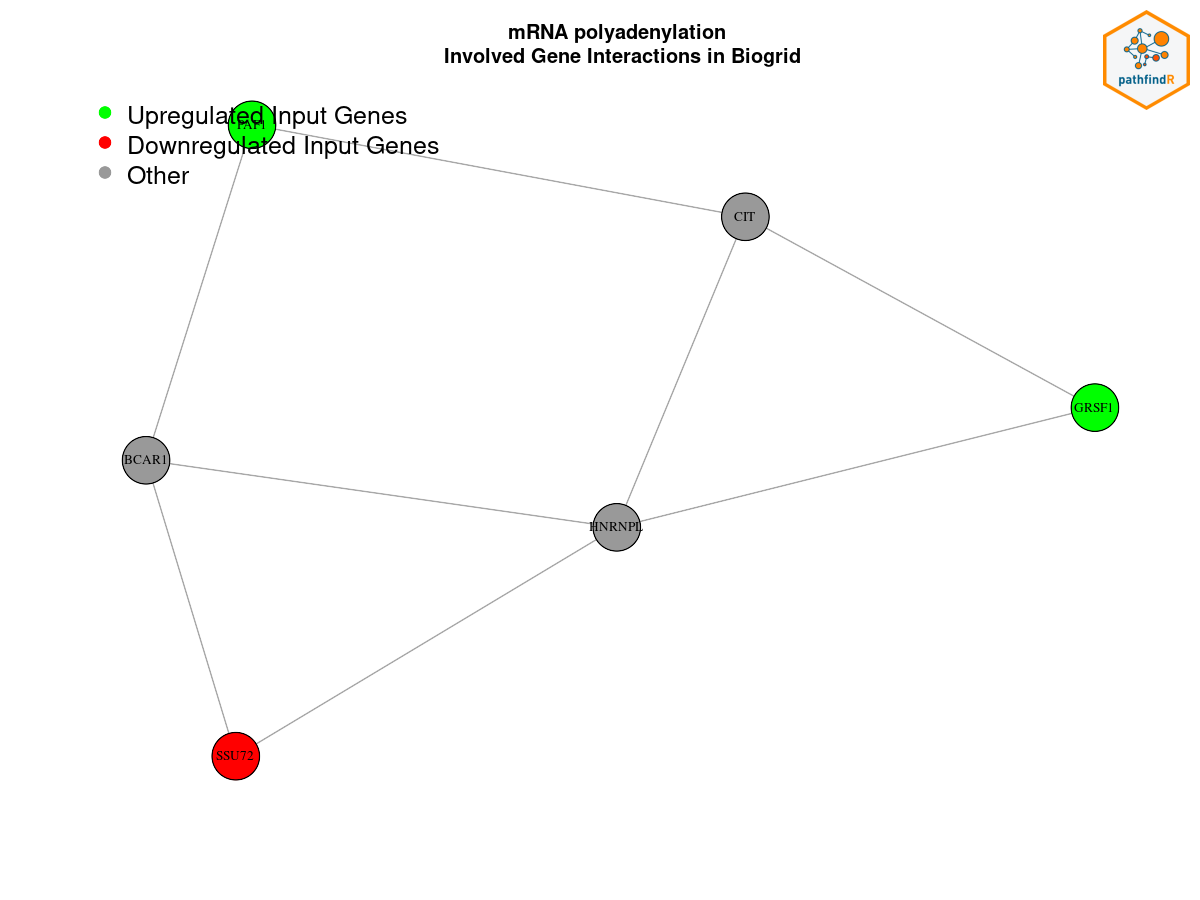 mRNA polyadenylation
Involved Gene Interactions in Biogrid
pathfindR
Upregulated Input Genes
PAF1
Downregulated Input Genes
Other
CIT
GRSF1
BCAR1
HNRNPL
SSU72